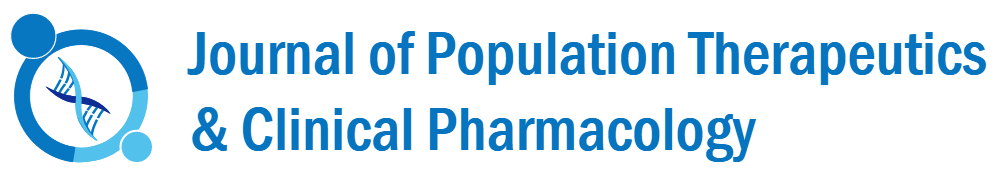 Journal of Population Therapeutics
& Clinical Pharmacology